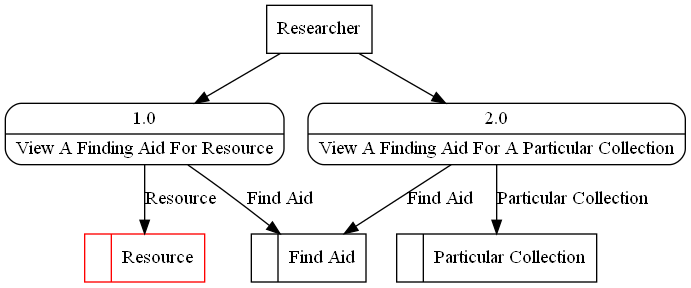 Researcher
1.0
View A Finding Aid For Resource
2.0
View A Finding Aid For A Particular Collection
Resource
Find Aid
Find Aid
Particular Collection
Resource
Find Aid
Particular Collection